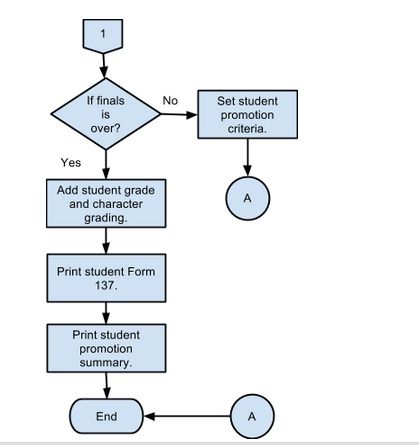 1
If finals
is
over?
No
Set student
promotion
criteria.
Yes
A
Add student grade
and character
grading.
Print student Form
137.
Print student
promotion
summary.
End
A